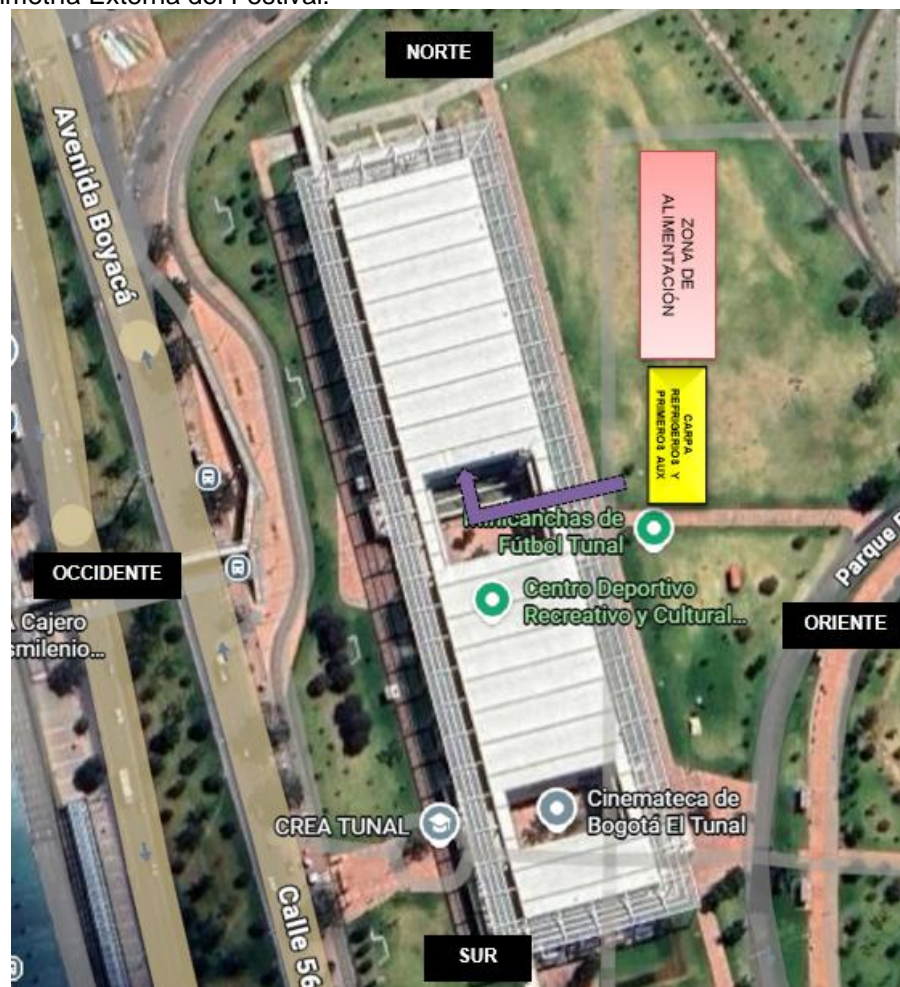 Externa del Festival.
NORTE
Avenida Boyacá
ZONA DE
ALIMENTACIÓN
CARPA
REFRIGERIOS Y
PRIMEROS AUX
Minicanchas de
Fútbol Tunal
OCCIDENTE
Centro Deportivo
Recreativo y Cultural...
Parque
ORIENTE
Cajero
smilenio...
Cinemateca de
Bogotá El Tunal
CREA TUNAL
Calle 56
SUR